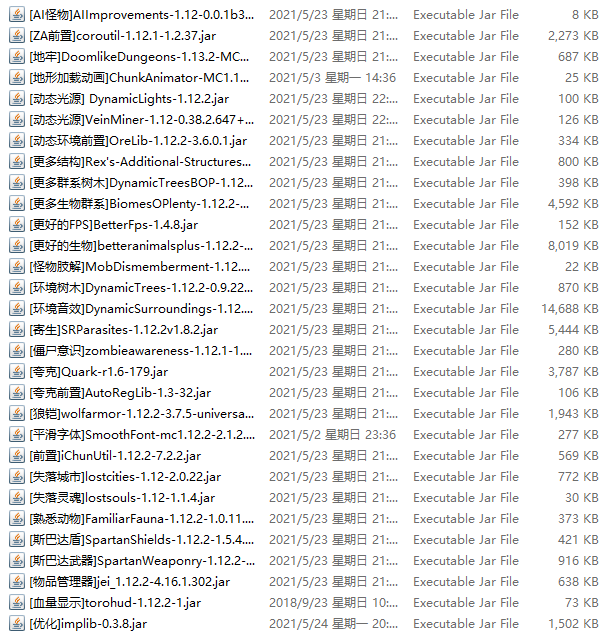 [AI怪物]AIImprovements-1.12-0.0.1b3... 2021/5/23 星期日 21:... Executable Jar File 8 KB
[ZA前置]coroutil-1.12.1-1.2.37.jar 2021/5/23 星期日 21:... Executable Jar File 2,273 KB
[地牢]DoomlikeDungeons-1.13.2-MC... 2021/5/23 星期日 21:... Executable Jar File 687 KB
[地形加载动画]ChunkAnimator-MC1.1... 2021/5/3 星期一 14:36 Executable Jar File 25 KB
[动态光源] DynamicLights-1.12.2.jar 2021/5/23 星期日 22:... Executable Jar File 100 KB
[动态光源]VeinMiner-1.12-0.38.2.647+... 2021/5/23 星期日 22:... Executable Jar File 126 KB
[动态环境前置]OreLib-1.12.2-3.6.0.1.jar 2021/5/23 星期日 21:... Executable Jar File 334 KB
[更多结构]Rex's-Additional-Structures... 2021/5/23 星期日 21:... Executable Jar File 800 KB
[更多群系树木]DynamicTreesBOP-1.12... 2021/5/23 星期日 21:... Executable Jar File 398 KB
[更多生物群系]BiomesOPlenty-1.12.2-... 2021/5/23 星期日 21:... Executable Jar File 4,592 KB
[更好的FPS]BetterFps-1.4.8.jar 2021/5/23 星期日 21:... Executable Jar File 152 KB
[更好的生物]betteranimalsplus-1.12.2-... 2021/5/23 星期日 21:... Executable Jar File 8,019 KB
[怪物肢解]MobDismemberment-1.12.... 2021/5/23 星期日 21:... Executable Jar File 22 KB
[环境树木]DynamicTrees-1.12.2-0.9.22... 2021/5/23 星期日 21:... Executable Jar File 870 KB
[环境音效]DynamicSurroundings-1.12.... 2021/5/23 星期日 21:... Executable Jar File 14,688 KB
[寄生]SRParasites-1.12.2v1.8.2.jar 2021/5/23 星期日 21:... Executable Jar File 5,444 KB
[僵尸意识]zombieawareness-1.12.1-1.... 2021/5/23 星期日 21:... Executable Jar File 280 KB
[夸克]Quark-r1.6-179.jar 2021/5/23 星期日 21:... Executable Jar File 3,787 KB
[夸克前置]AutoRegLib-1.3-32.jar 2021/5/23 星期日 21:... Executable Jar File 106 KB
[狼铠]wolfarmor-1.12.2-3.7.5-universa... 2021/5/23 星期日 21:... Executable Jar File 1,943 KB
[平滑字体]SmoothFont-mc1.12.2-2.1.2.... 2021/5/2 星期日 23:36 Executable Jar File 277 KB
[前置]iChunUtil-1.12.2-7.2.2.jar 2021/5/23 星期日 21:... Executable Jar File 569 KB
[失落城市]lostcities-1.12-2.0.22.jar 2021/5/23 星期日 21:... Executable Jar File 772 KB
[失落灵魂]lostsouls-1.12-1.1.4.jar 2021/5/23 星期日 21:... Executable Jar File 30 KB
[熟悉动物]FamiliarFauna-1.12.2-1.0.11.... 2021/5/23 星期日 21:... Executable Jar File 373 KB
[斯巴达盾]SpartanShields-1.12.2-1.5.4.... 2021/5/23 星期日 21:... Executable Jar File 421 KB
[斯巴达武器]SpartanWeaponry-1.12.2-... 2021/5/23 星期日 21:... Executable Jar File 916 KB
[物品管理器]jei_1.12.2-4.16.1.302.jar 2021/5/23 星期日 21:... Executable Jar File 638 KB
[血量显示]torohud-1.12.2-1.jar 2018/9/23 星期日 10:... Executable Jar File 73 KB
[优化]implib-0.3.8.jar 2021/5/24 星期一 20:... Executable Jar File 1,502 KB